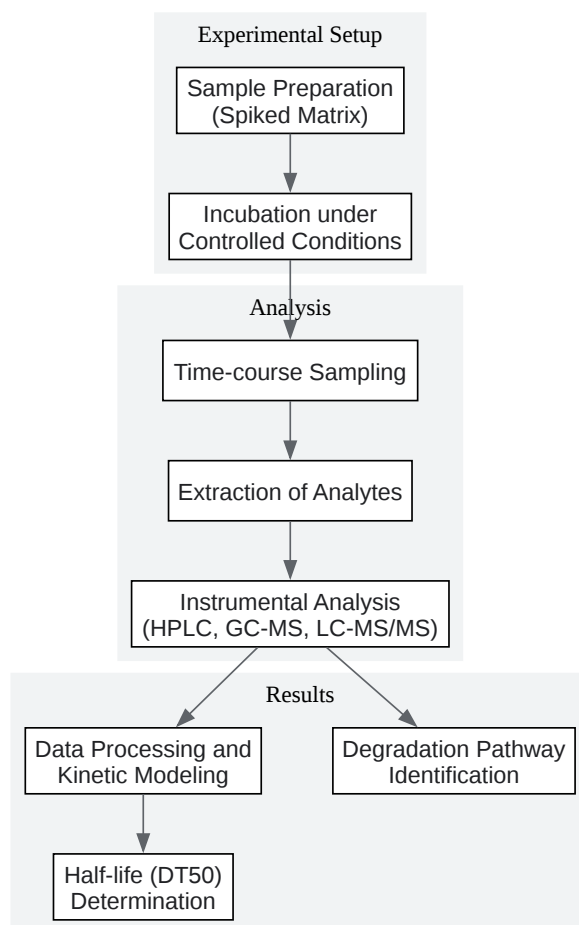 Experimental Setup
Sample Preparation
(Spiked Matrix)
Incubation under
Controlled Conditions
Analysis
Time-course Sampling
Extraction of Analytes
Instrumental Analysis
(HPLC, GC-MS, LC-MS/MS)
Results
Data Processing and
Kinetic Modeling
Degradation Pathway
Identification
Half-life (DT50)
Determination